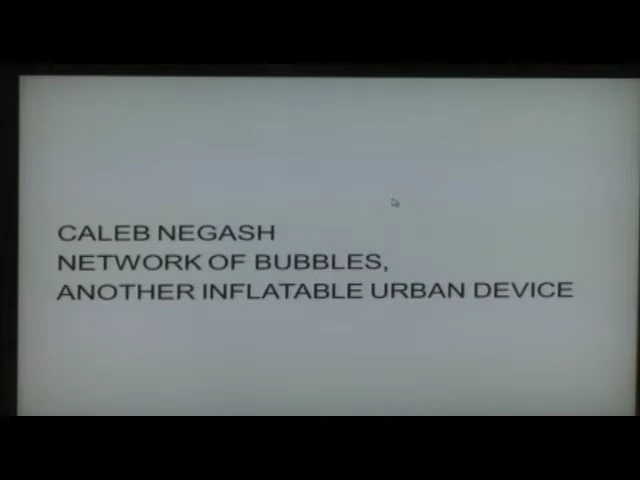 CALEB NEGASH
NETWORK OF BUBBLES,
ANOTHER INFLATABLE URBAN DEVICE